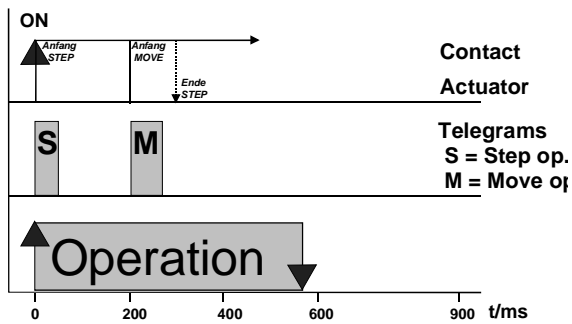 ON
Anfang
STEP
Anfang
MOVE
Ende
STEP
Contact
Actuator
S
M
Telegrams
S = Step op.
M = Move op
Operation
0 200 400 600 900 t/ms